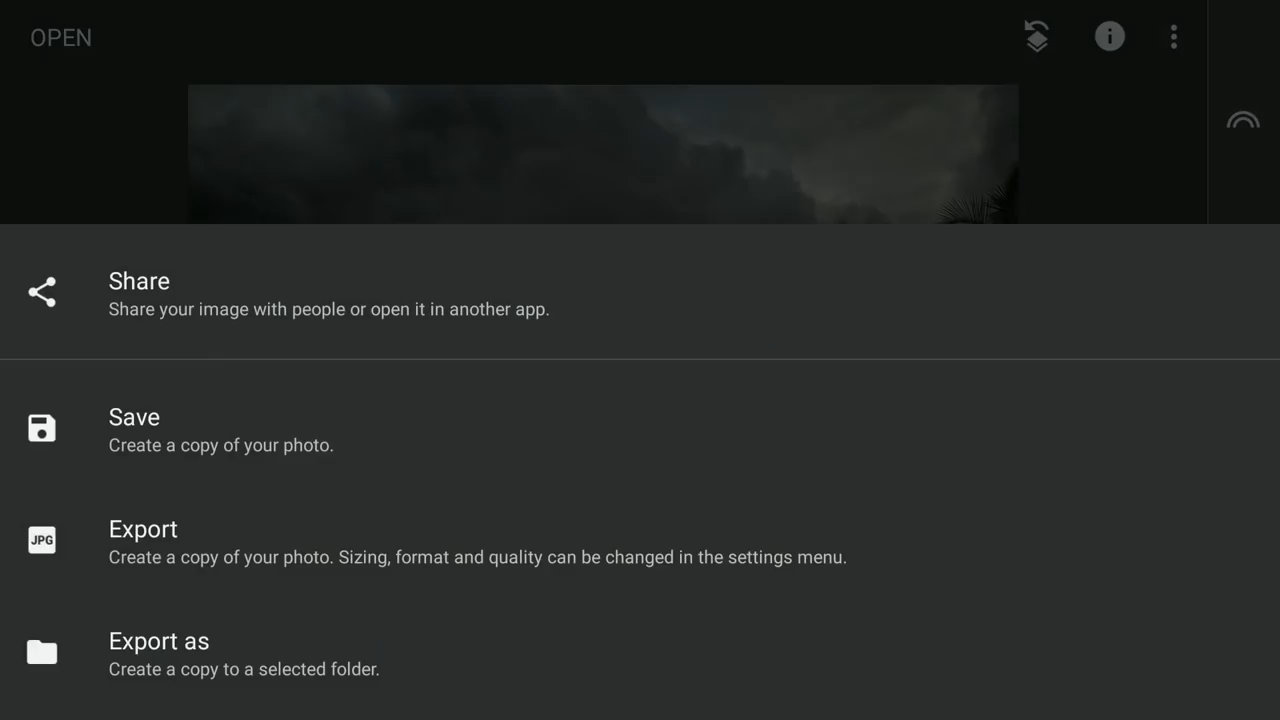 OPEN
Share
Share your image with people or open it in another app.
Save
Create a copy of your photo.
JPG
Export
Create a copy of your photo. Sizing, format and quality can be changed in the settings menu.
Export as
Create a copy to a selected folder.